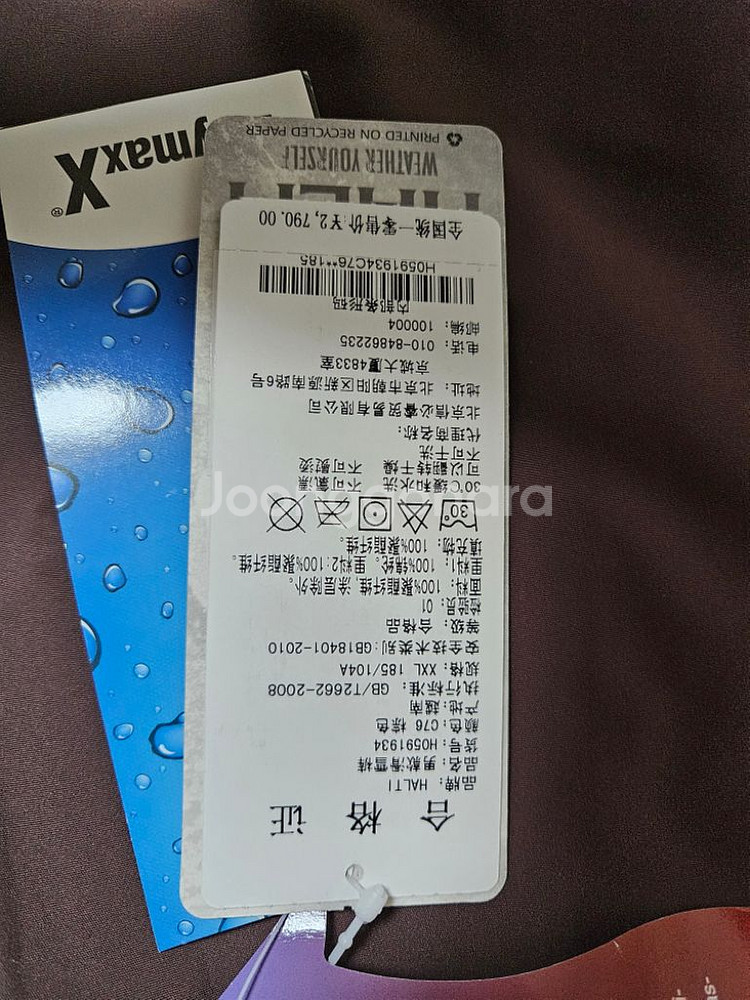 合 格 证
品牌: HALTI
品名: 男款滑雪裤
货号: H0591934
颜色: C76 棕色
产地: 越南
执行标准: GB/T2662-2008
规格: XXL 185/104A
安全技术类别:GB18401-2010
等级: 合格品
检验员 01
面料: 100%聚酯纤维,涂层除外。
里料1: 100%锦纶。里料2:100%聚酯纤维。
填充物: 100%聚酯纤维。
30°
30℃缓和水洗 不可氯漂
可以翻转干燥 不可熨烫
不可干洗
代理商名称:
北京信必睿贸易有限公司
地址: 北京市朝阳区新源南路6号
京城大厦4833室
电话: 010-84862235
邮编: 100004
内部条形码
H0591934C76**185
全国统一零售价:¥2,790.00
WEATHER YOURSELF
PRINTED ON RECYCLED PAPER
maxX®
Joonggonara